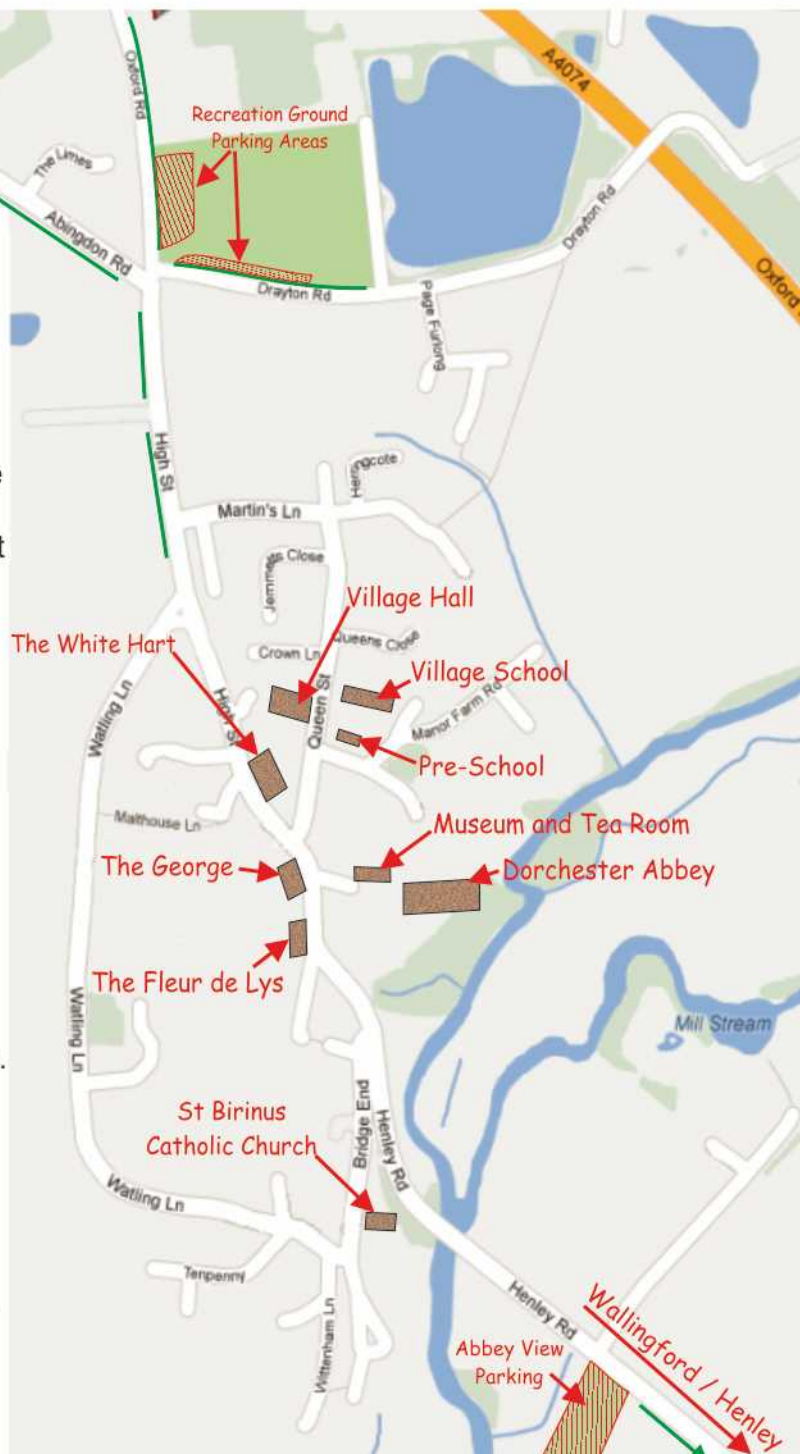 A4074
Oxford Rd
Recreation Ground
Parking Areas
The Limes
Abingdon Rd
Drayton Rd
Drayton Rd
Oxford
Page Furlong
High St
Herringcote
Martin's Ln
Jemmetts Close
Village Hall
Queens Close
The White Hart
Crown Ln
Village School
Watling Ln
High St
Queen St
Manor Farm Rd
Pre-School
Malthouse Ln
Museum and Tea Room
The George
Dorchester Abbey
The Fleur de Lys
Watling Ln
Mill Stream
St Birinus
Catholic Church
Bridge End
Henley Rd
Watling Ln
Tenpenny
Wittenham Ln
Henley Rd
Wallingford / Henley
Abbey View
Parking